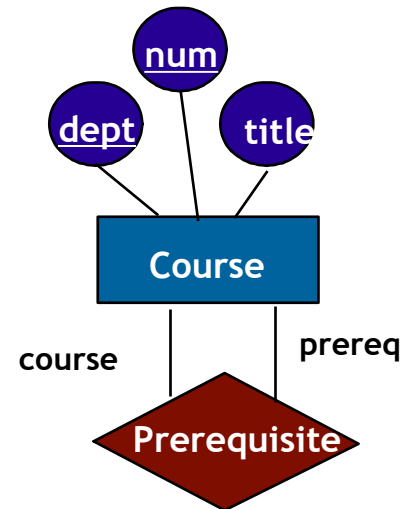 num
dept
title
Course
course
prereq
Prerequisite